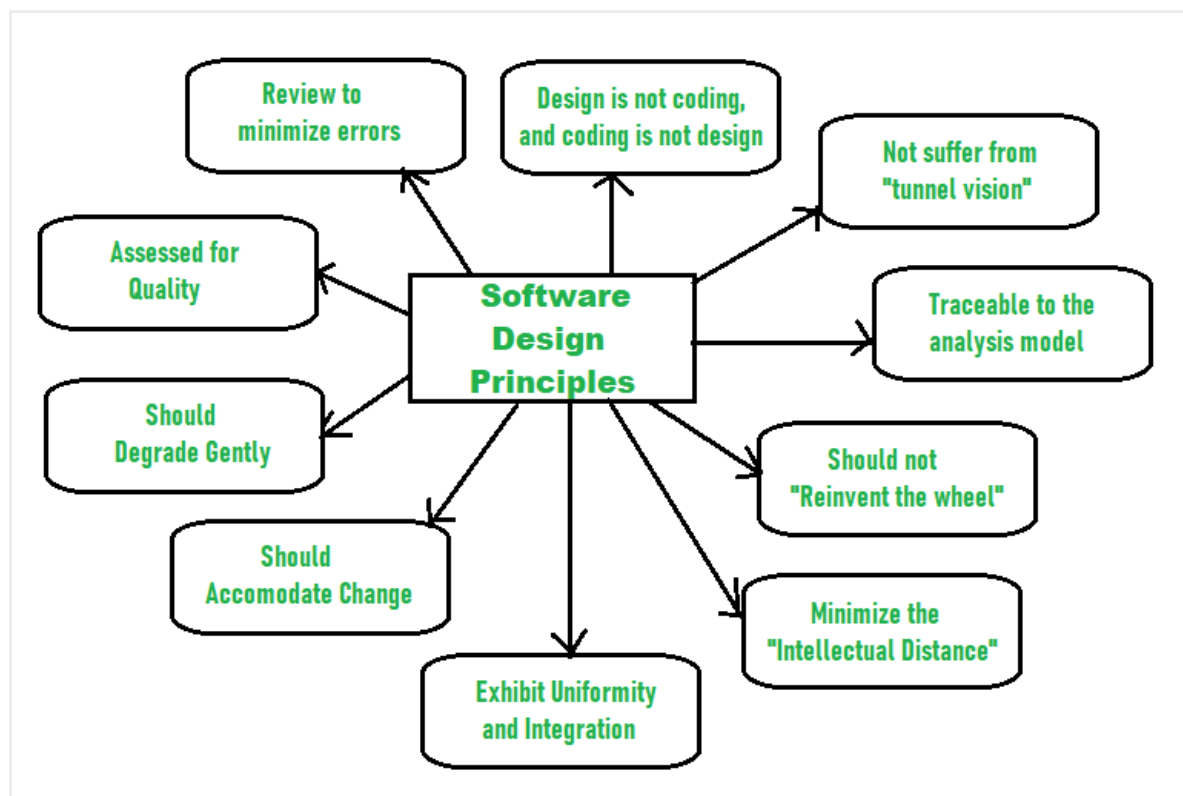 Review to
minimize errors
Design is not coding,
and coding is not design
Not suffer from
"tunnel vision"
Assessed for
Quality
Software
Design
Principles
Traceable to the
analysis model
Should
Degrade Gently
Should not
"Reinvent the wheel"
Should
Accomodate Change
Minimize the
"Intellectual Distance"
Exhibit Uniformity
and Integration